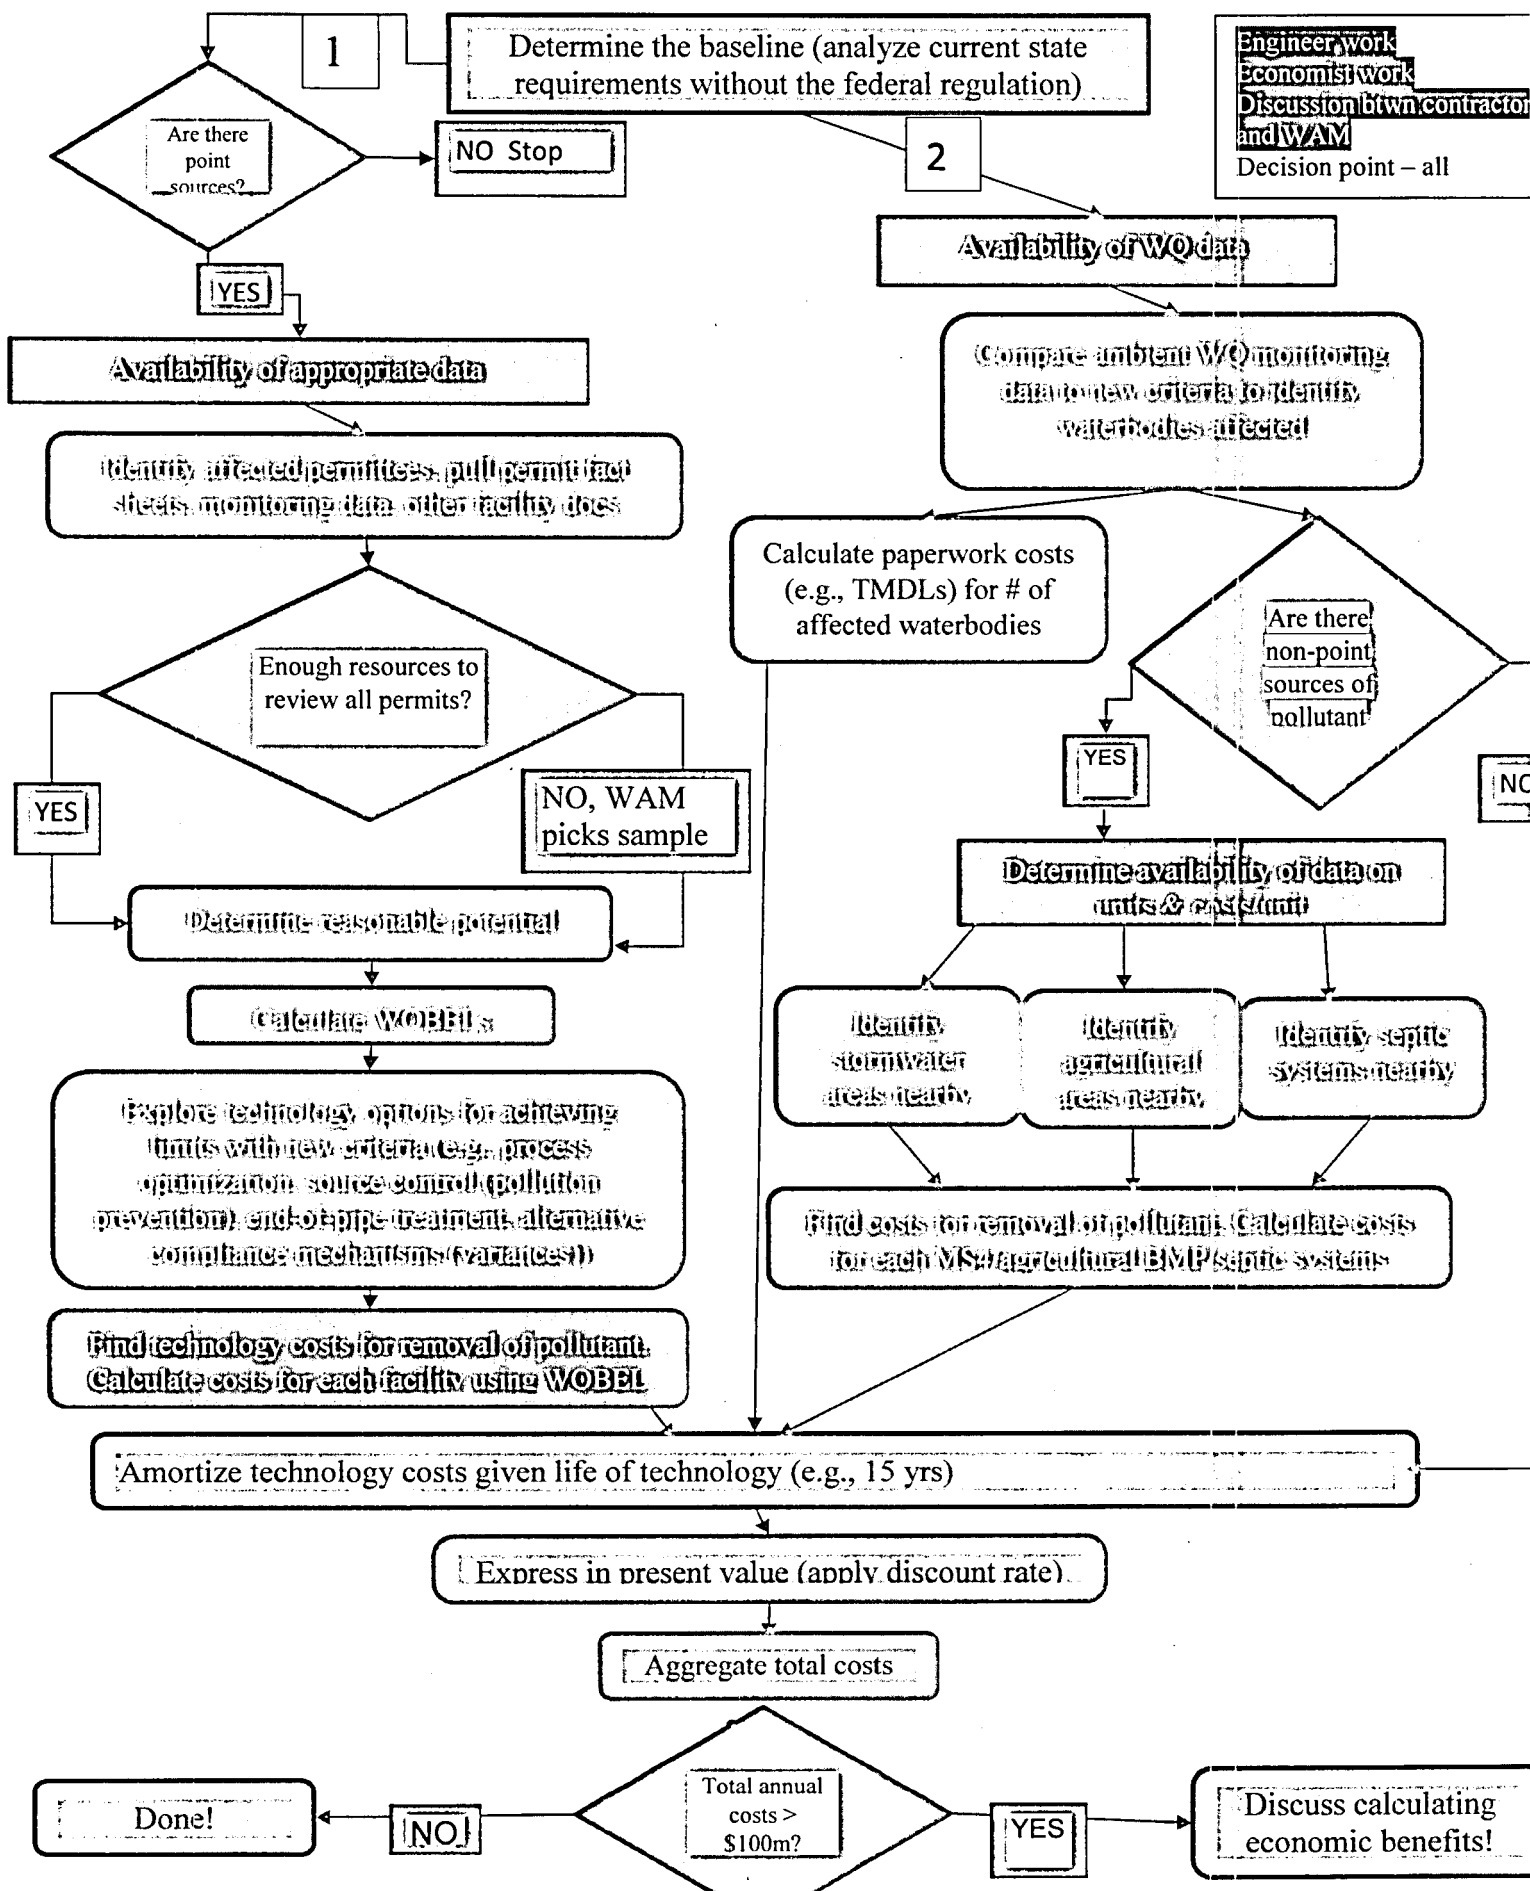 1
Determine the baseline (analyze current state
requirements without the federal regulation)
Engineer work
Economist work
Discussion btwn contractor
and WAM
Decision point – all
Are there
point
sources?
NO Stop
2
YES
Availability of WQ data
Availability of appropriate data
Compare ambient WQ monitoring
data to new criteria to identify
waterbodies affected
Identify affected permittees, pull permit fact
sheets, monitoring data, other facility docs
Calculate paperwork costs
(e.g., TMDLs) for # of
affected waterbodies
Are there
non-point
sources of
pollutant
Enough resources to
review all permits?
YES
NO, WAM
picks sample
YES
NO
Determine availability of data on
units & costs/unit
Determine reasonable potential
Calculate WQBELs
Identify
stormwater
areas nearby
Identify
agricultural
areas nearby
Identify septic
systems nearby
Explore technology options for achieving
limits with new criteria (e.g., process
optimization, source control (pollution
prevention), end-of-pipe treatment, alternative
compliance mechanisms (variances))
Find costs for removal of pollutant. Calculate costs
for each MS4/agricultural BMP/septic systems
Find technology costs for removal of pollutant.
Calculate costs for each facility using WQBEL
Amortize technology costs given life of technology (e.g., 15 yrs)
Express in present value (apply discount rate)
Aggregate total costs
Total annual
costs >
$100m?
Done!
NO
YES
Discuss calculating
economic benefits!